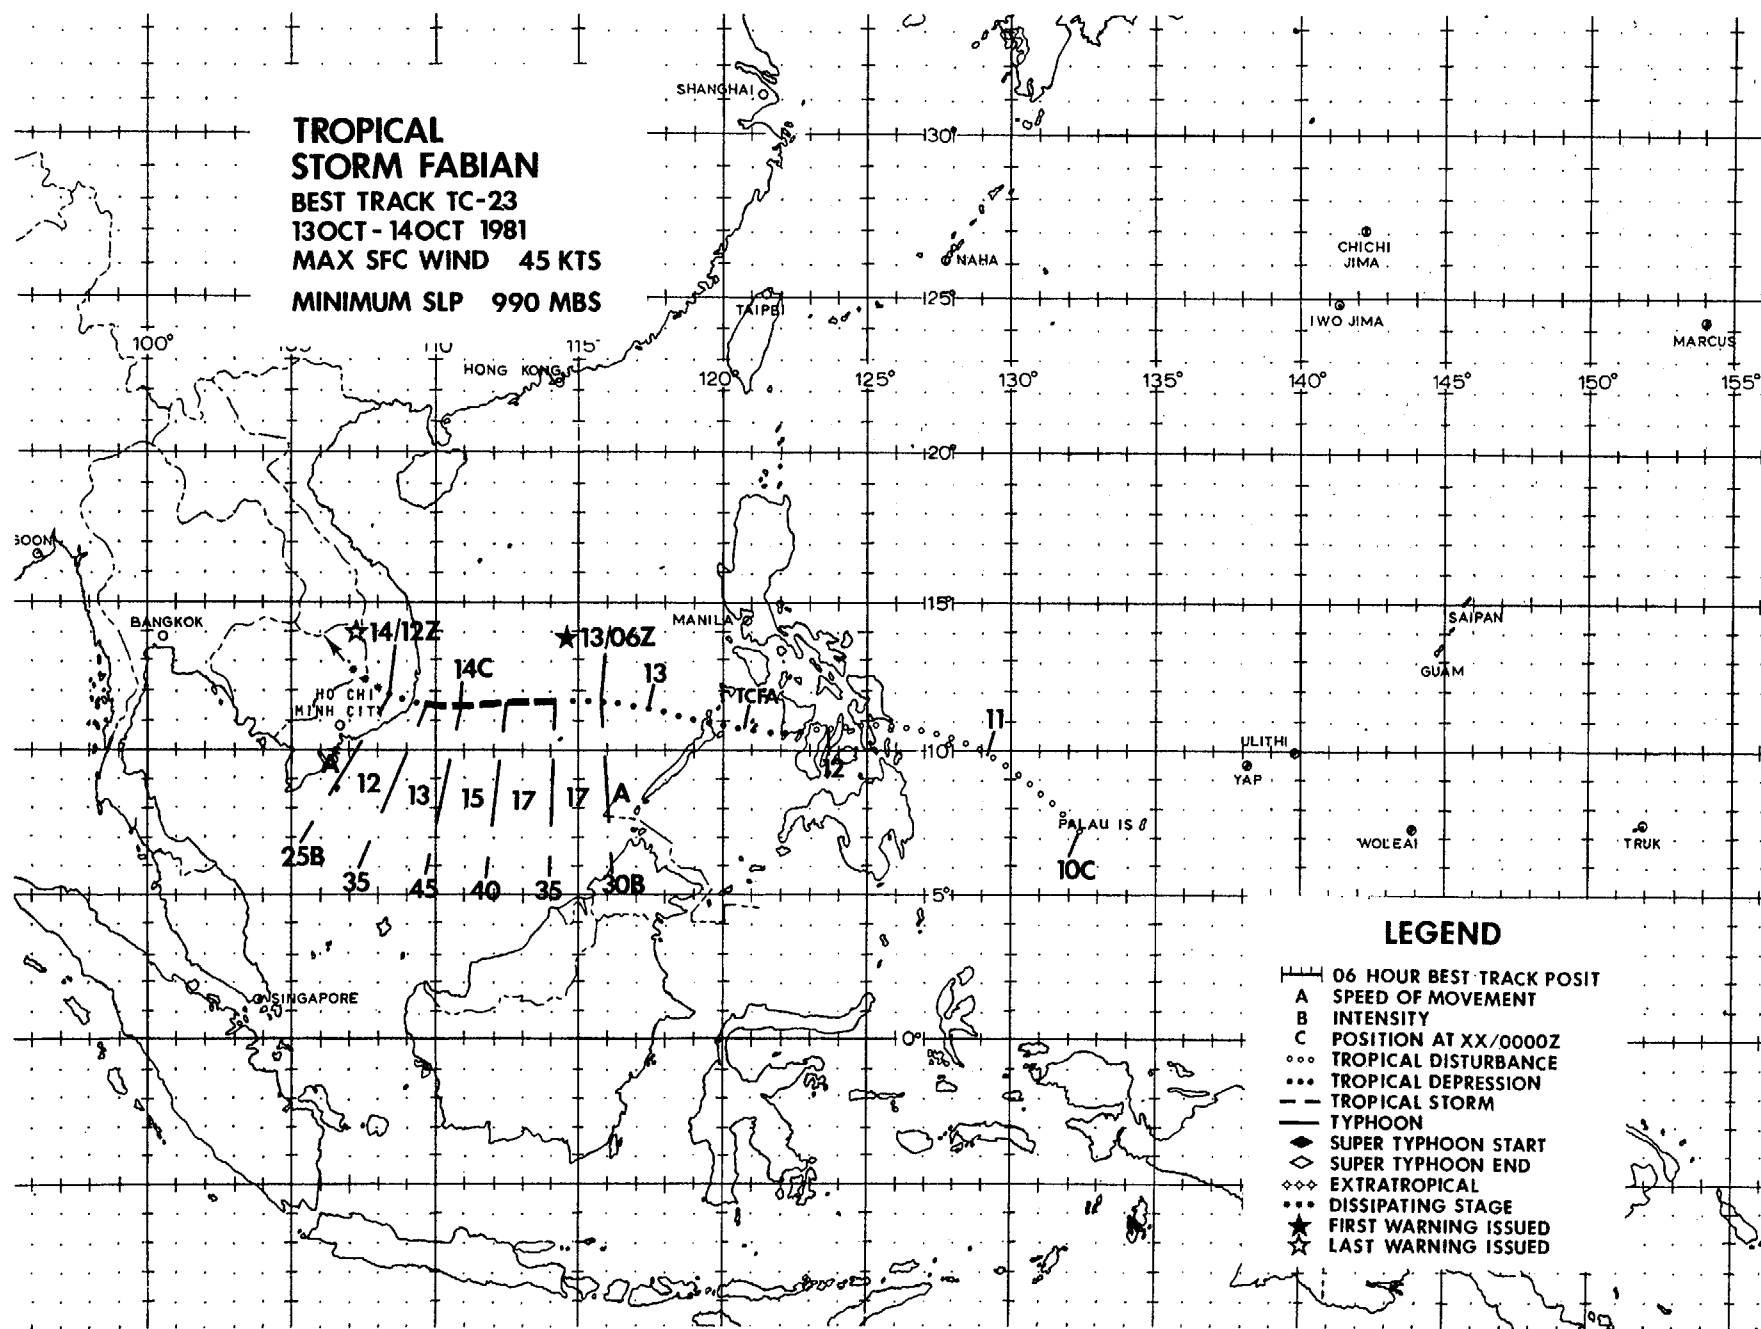 SHANGHAI
TROPICAL
STORM FABIAN
BEST TRACK TC-23
13OCT - 14OCT 1981
MAX SFC WIND 45 KTS
MINIMUM SLP 990 MBS
30°
NAHA
CHICHI
JIMA
25°
TAIPEI
IWO JIMA
MARCUS
100°
110
115°
HONG KONG
120°
125°
130°
135°
140°
145°
150°
155°
20°
GOON
BANGKOK
15°
MANILA
SAIPAN
GUAM
14/12Z
13/06Z
14C
13
TCFA
HO CHI
MINH CITY
11
10°
12
ULITHI
YAP
A
12
13
15
17
17
A
PALAU IS
WOLEAI
TRUK
10C
25B
35
45
40
35
30B
5°
SINGAPORE
0°
LEGEND
06 HOUR BEST TRACK POSIT
A SPEED OF MOVEMENT
B INTENSITY
C POSITION AT XX/0000Z
TROPICAL DISTURBANCE
TROPICAL DEPRESSION
TROPICAL STORM
TYPHOON
SUPER TYPHOON START
SUPER TYPHOON END
EXTRATROPICAL
DISSIPATING STAGE
FIRST WARNING ISSUED
LAST WARNING ISSUED